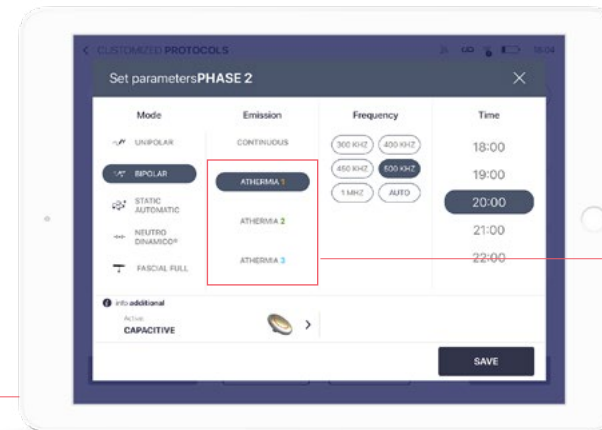 CUSTOMIZED PROTOCOLS
18:04
Set parametersPHASE 2
Mode
UNIPOLAR
BIPOLAR
STATIC
AUTOMATIC
NEUTRO
DINAMICO®
FASCIAL FULL
Emission
CONTINUOUS
ATHERMIA 1
ATHERMIA 2
ATHERMIA 3
Frequency
300 KHZ 400 KHZ
450 KHZ 500 KHZ
1 MHZ AUTO
Time
18:00
19:00
20:00
21:00
22:00
info additional
Active:
CAPACITIVE
SAVE